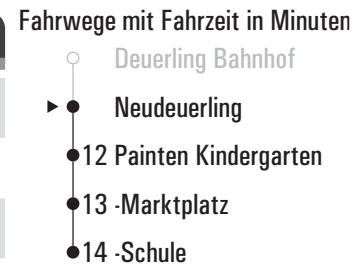 Fahrwege mit Fahrzeit in Minuten
Deuerling Bahnhof
Neudeuerling
12 Painten Kindergarten
13 -Marktplatz
14 -Schule